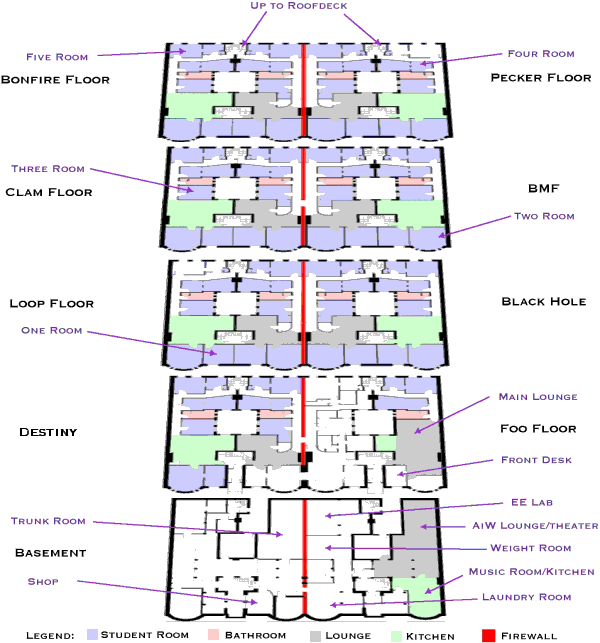 Up to Roofdeck
Five Room
Four Room
Bonfire Floor
Pecker Floor
Three Room
Clam Floor
BMF
Two Room
Loop Floor
Black Hole
One Room
Main Lounge
Destiny
Foo Floor
Front Desk
EE Lab
Trunk Room
AiW Lounge/theater
Basement
Weight Room
Shop
Music Room/Kitchen
Laundry Room
Legend: Student Room Bathroom Lounge Kitchen Firewall